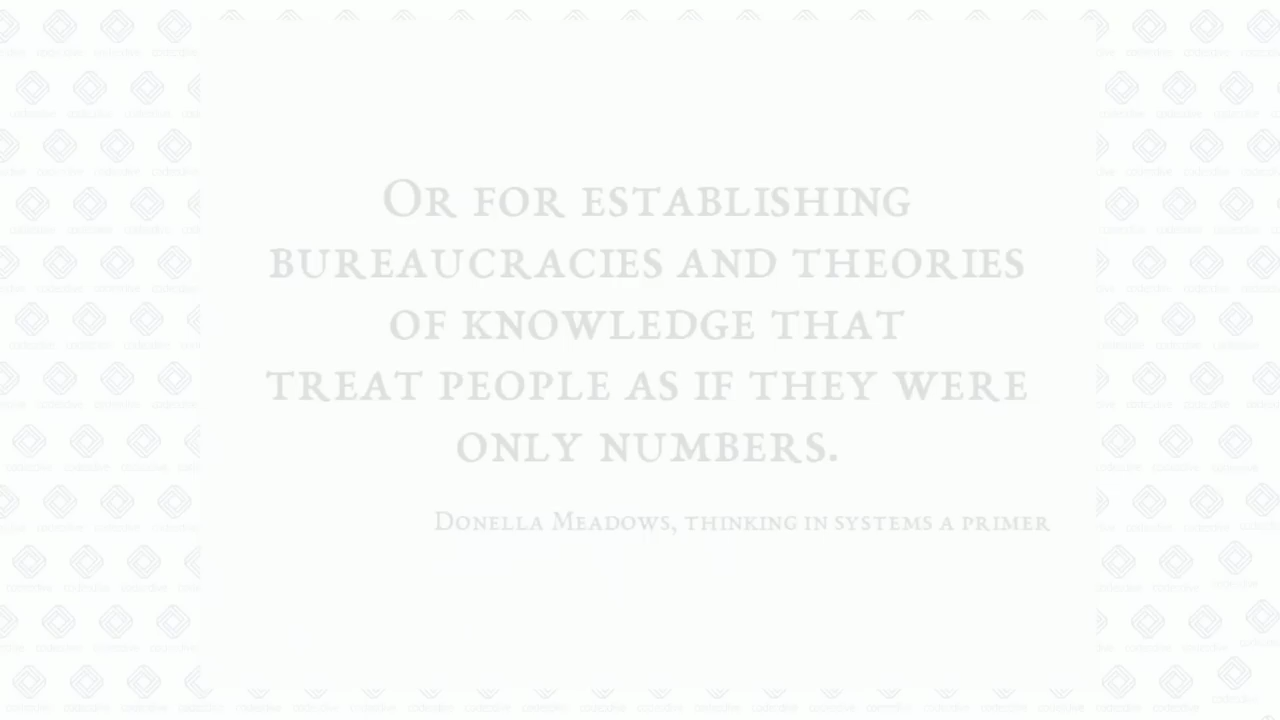 Or for establishing
bureaucracies and theories
of knowledge that
treat people as if they were
only numbers.
Donella Meadows, thinking in systems a primer